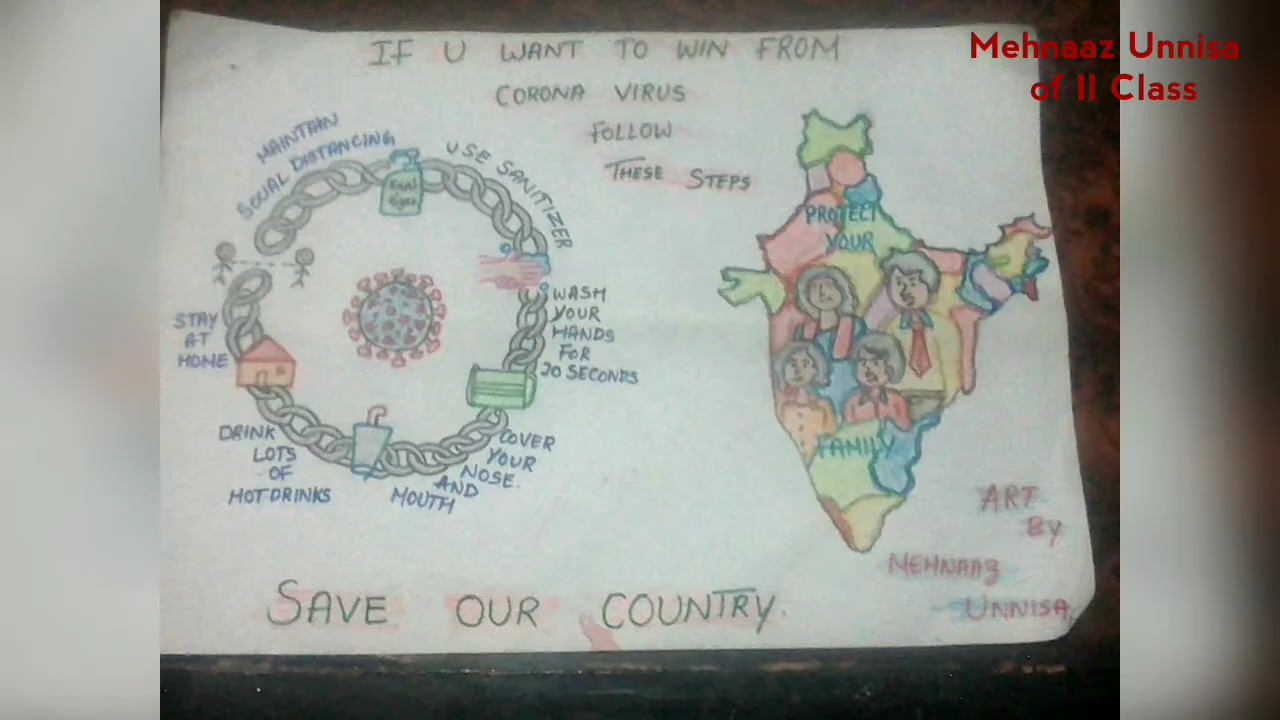 Mehnaaz Unnisa
of II Class
IF U WANT TO WIN FROM
CORONA VIRUS
FOLLOW
THESE STEPS
MAINTAIN
SOCIAL DISTANCING
USE SANITIZER
WASH
YOUR
HANDS
FOR
20 SECONDS
COVER
YOUR
NOSE.
AND
MOUTH
DRINK
LOTS
OF
HOT DRINKS
STAY
AT
HOME
PROTECT
YOUR
FAMILY
ART
By
MEHNAAZ
UNNISA
SAVE OUR COUNTRY.